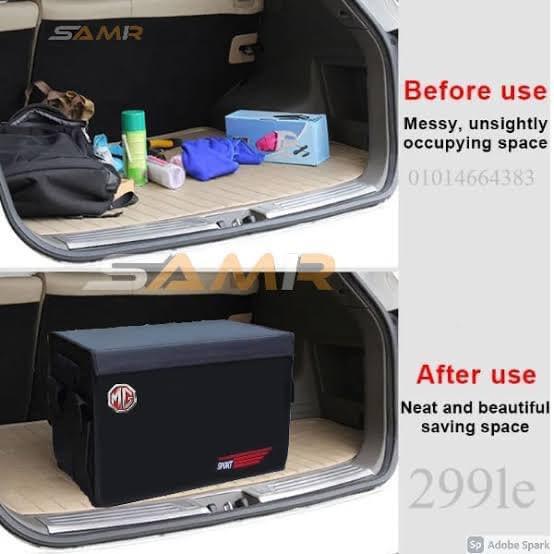 SAMR
Before use
Messy, unsightly
occupying space
01014664383
SAMR
After use
Neat and beautiful
saving space
MG
SPORT
299le
Sp Adobe Spark